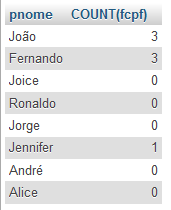 pnome COUNT(fcpf)
João 3
Fernando 3
Joice 0
Ronaldo 0
Jorge 0
Jennifer 1
André 0
Alice 0